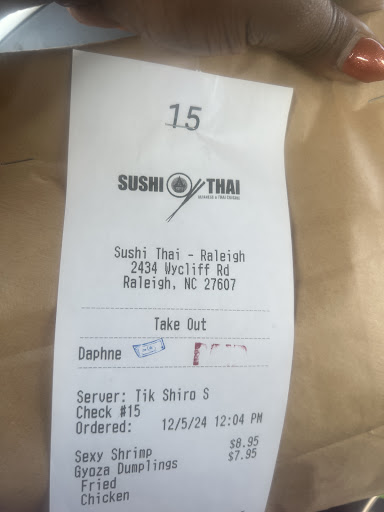 15
SUSHI THAI
Sushi Thai - Raleigh
2434 Wycliff Rd
Raleigh, NC 27607
Take Out
Daphne
Server: Tik Shiro S
Check #15
Ordered: 12/5/24 12:04 PM
Sexy Shrimp $8.95
Gyoza Dumplings $7.95
Fried
Chicken